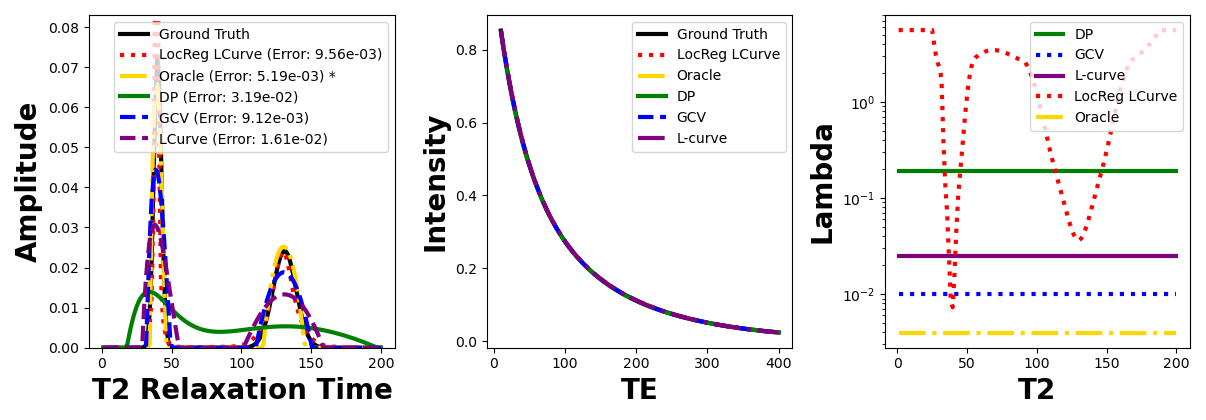 Amplitude
0.08
0.07
0.06
0.05
0.04
0.03
0.02
0.01
0.00
Ground Truth
LocReg LCurve (Error: 9.56e-03)
Oracle (Error: 5.19e-03) *
DP (Error: 3.19e-02)
GCV (Error: 9.12e-03)
LCurve (Error: 1.61e-02)
0 50 100 150 200
T2 Relaxation Time
Intensity
0.8
0.6
0.4
0.2
0.0
Ground Truth
LocReg LCurve
Oracle
DP
GCV
L-curve
0 100 200 300 400
TE
Lambda
10^0
10^-1
10^-2
DP
GCV
L-curve
LocReg LCurve
Oracle
0 50 100 150 200
T2